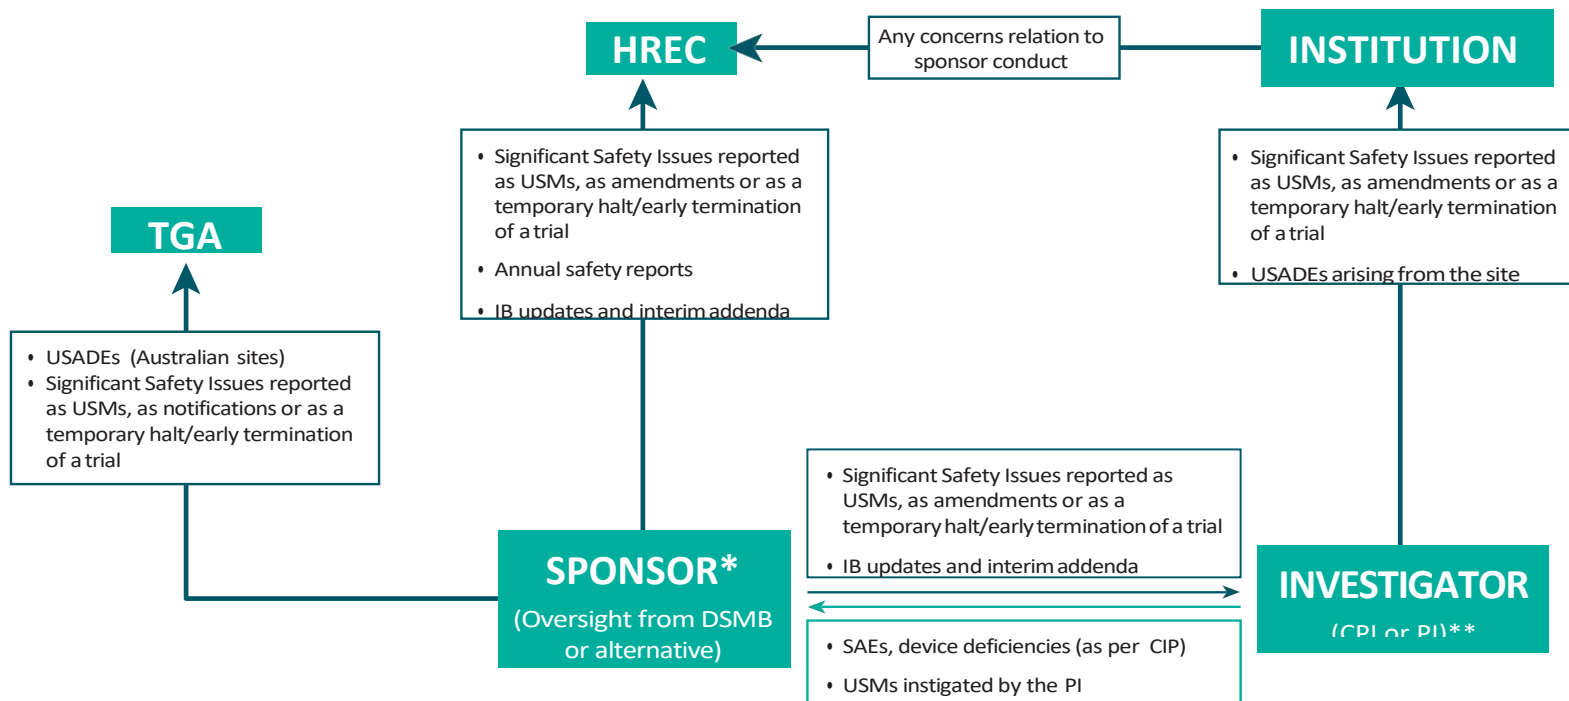 HREC
Any concerns relation to
sponsor conduct
INSTITUTION
• Significant Safety Issues reported
as USMs, as amendments or as a
temporary halt/early termination
of a trial
• Annual safety reports
• IB updates and interim addenda
• Significant Safety Issues reported
as USMs, as amendments or as a
temporary halt/early termination
of a trial
• USADEs arising from the site
TGA
• USADEs (Australian sites)
• Significant Safety Issues reported
as USMs, as notifications or as a
temporary halt/early termination
of a trial
• Significant Safety Issues reported as
USMs, as amendments or as a
temporary halt/early termination of a trial
• IB updates and interim addenda
SPONSOR*
(Oversight from DSMB
or alternative)
INVESTIGATOR
(CPI or PI)**
• SAEs, device deficiencies (as per CIP)
• USMs instigated by the PI